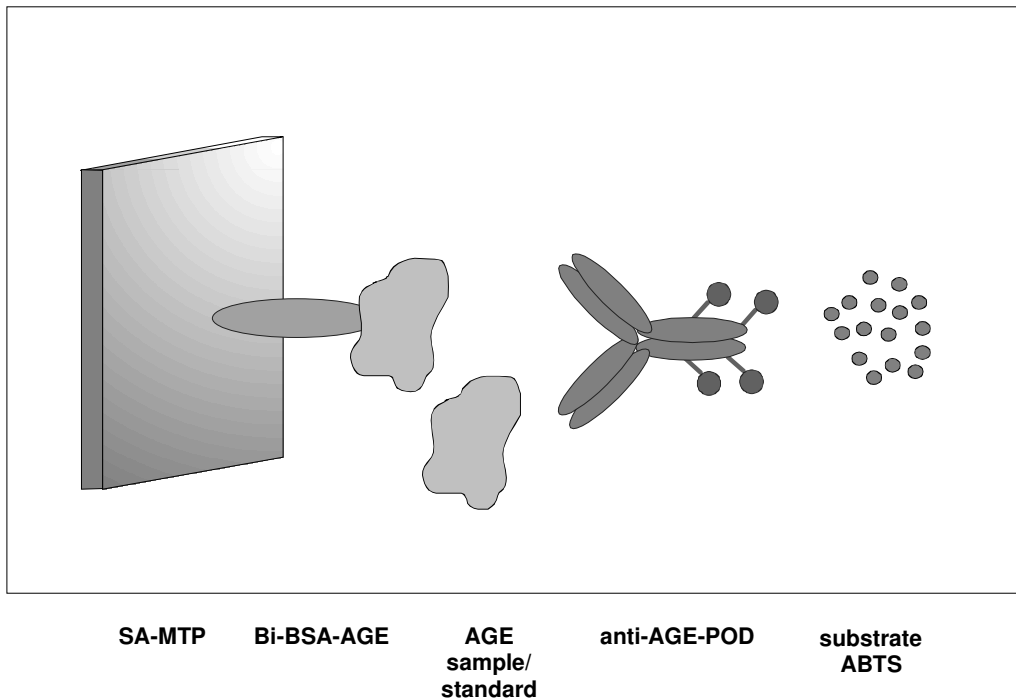 SA-MTP
Bi-BSA-AGE
AGE
sample/
standard
anti-AGE-POD
substrate
ABTS